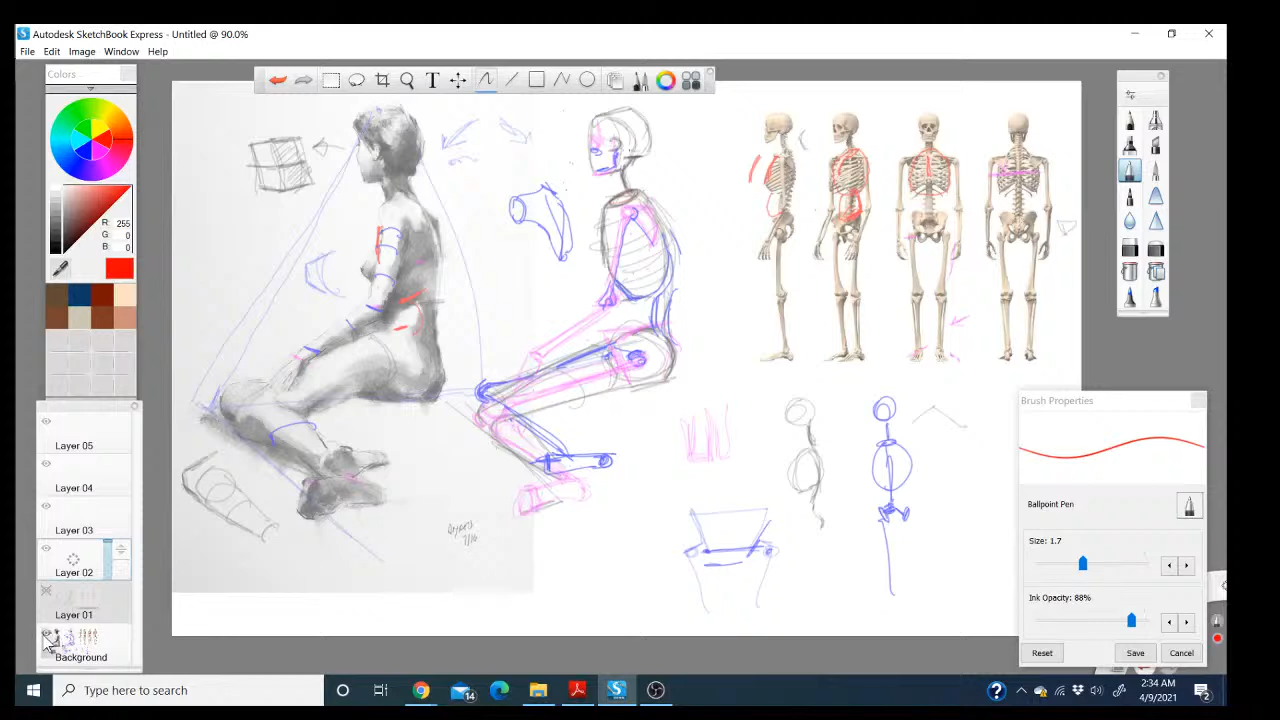 Autodesk SketchBook Express - Untitled @ 90.0%
File Edit Image Window Help
Colors
T
R: 255
G: 0
B: 0
Layer 05
Layer 04
Layer 03
Layer 02
Layer 01
Background
Brush Properties
Ballpoint Pen
Size: 1.7
Ink Opacity: 88%
Reset Save Cancel
Type here to search
14
2:34 AM
4/9/2021
2